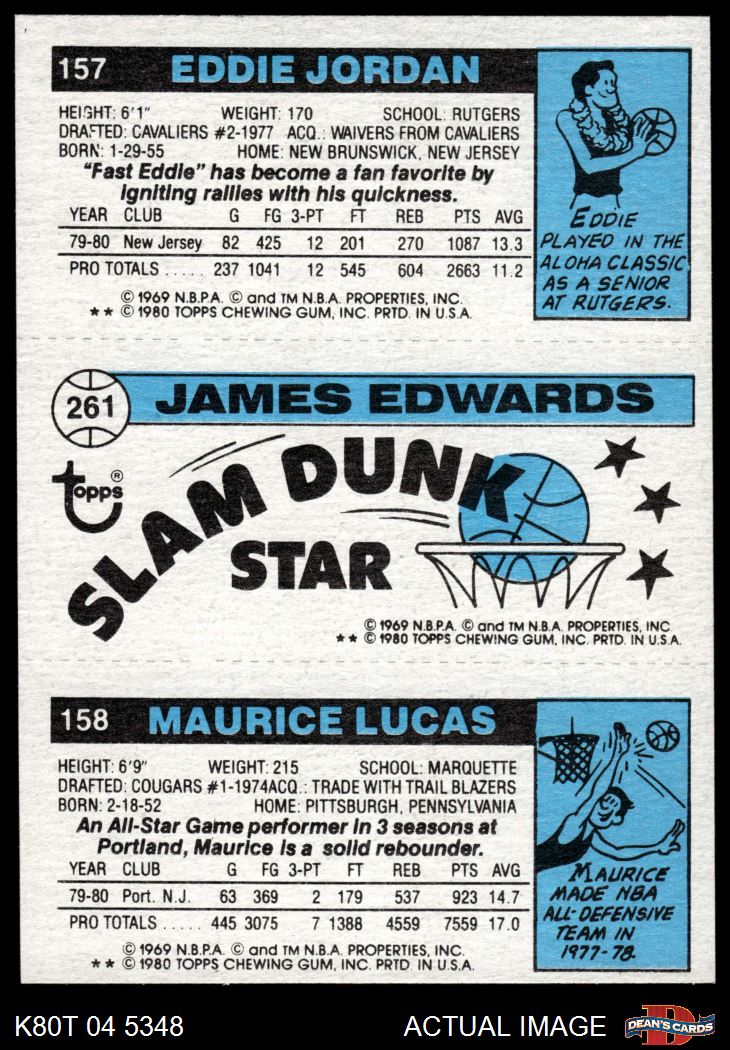 157 EDDIE JORDAN
HEIGHT: 6'1" WEIGHT: 170 SCHOOL: RUTGERS
DRAFTED: CAVALIERS #2-1977 ACQ.: WAIVERS FROM CAVALIERS
BORN: 1-29-55 HOME: NEW BRUNSWICK, NEW JERSEY
"Fast Eddie" has become a fan favorite by
igniting rallies with his quickness.
YEAR CLUB G FG 3-PT FT REB PTS AVG
79-80 New Jersey 82 425 12 201 270 1087 13.3
PRO TOTALS ..... 237 1041 12 545 604 2663 11.2
© 1969 N.B.P.A. © and TM N.B.A. PROPERTIES, INC.
** © 1980 TOPPS CHEWING GUM, INC. PRTD. IN U.S.A.
EDDIE
PLAYED IN THE
ALOHA CLASSIC
AS A SENIOR
AT RUTGERS.
261 JAMES EDWARDS
Topps®
SLAM DUNK
STAR
© 1969 N.B.P.A. © and TM N.B.A. PROPERTIES, INC
** © 1980 TOPPS CHEWING GUM, INC. PRTD. IN U.S.A.
158 MAURICE LUCAS
HEIGHT: 6'9" WEIGHT: 215 SCHOOL: MARQUETTE
DRAFTED: COUGARS #1-1974ACQ.: TRADE WITH TRAIL BLAZERS
BORN: 2-18-52 HOME: PITTSBURGH, PENNSYLVANIA
An All-Star Game performer in 3 seasons at
Portland, Maurice is a solid rebounder.
YEAR CLUB G FG 3-PT FT REB PTS AVG
79-80 Port. N.J. 63 369 2 179 537 923 14.7
PRO TOTALS ..... 445 3075 7 1388 4559 7559 17.0
© 1969 N.B.P.A. © and TM N.B.A. PROPERTIES, INC.
** © 1980 TOPPS CHEWING GUM, INC. PRTD. IN U.S.A.
MAURICE
MADE NBA
ALL-DEFENSIVE
TEAM IN
1977-78.
K80T 04 5348 ACTUAL IMAGE
D
DEAN'S CARDS